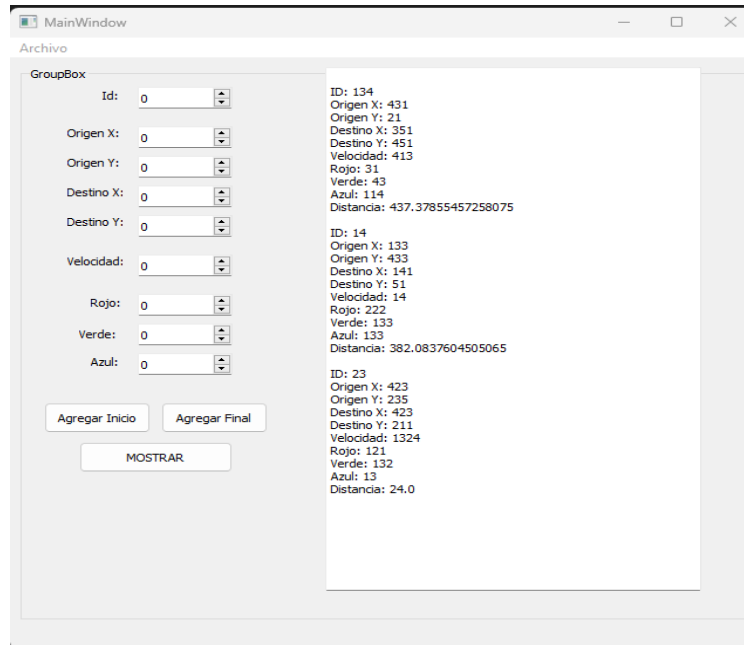 MainWindow
Archivo
GroupBox
Id: 0
Origen X: 0
Origen Y: 0
Destino X: 0
Destino Y: 0
Velocidad: 0
Rojo: 0
Verde: 0
Azul: 0
Agregar Inicio Agregar Final
MOSTRAR
ID: 134
Origen X: 431
Origen Y: 21
Destino X: 351
Destino Y: 451
Velocidad: 413
Rojo: 31
Verde: 43
Azul: 114
Distancia: 437.37855457258075
ID: 14
Origen X: 133
Origen Y: 433
Destino X: 141
Destino Y: 51
Velocidad: 14
Rojo: 222
Verde: 133
Azul: 133
Distancia: 382.0837604505065
ID: 23
Origen X: 423
Origen Y: 235
Destino X: 423
Destino Y: 211
Velocidad: 1324
Rojo: 121
Verde: 132
Azul: 13
Distancia: 24.0